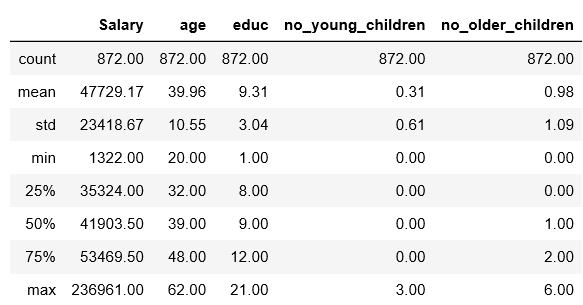 Salary age educ no_young_children no_older_children
count 872.00 872.00 872.00 872.00 872.00
mean 47729.17 39.96 9.31 0.31 0.98
std 23418.67 10.55 3.04 0.61 1.09
min 1322.00 20.00 1.00 0.00 0.00
25% 35324.00 32.00 8.00 0.00 0.00
50% 41903.50 39.00 9.00 0.00 1.00
75% 53469.50 48.00 12.00 0.00 2.00
max 236961.00 62.00 21.00 3.00 6.00